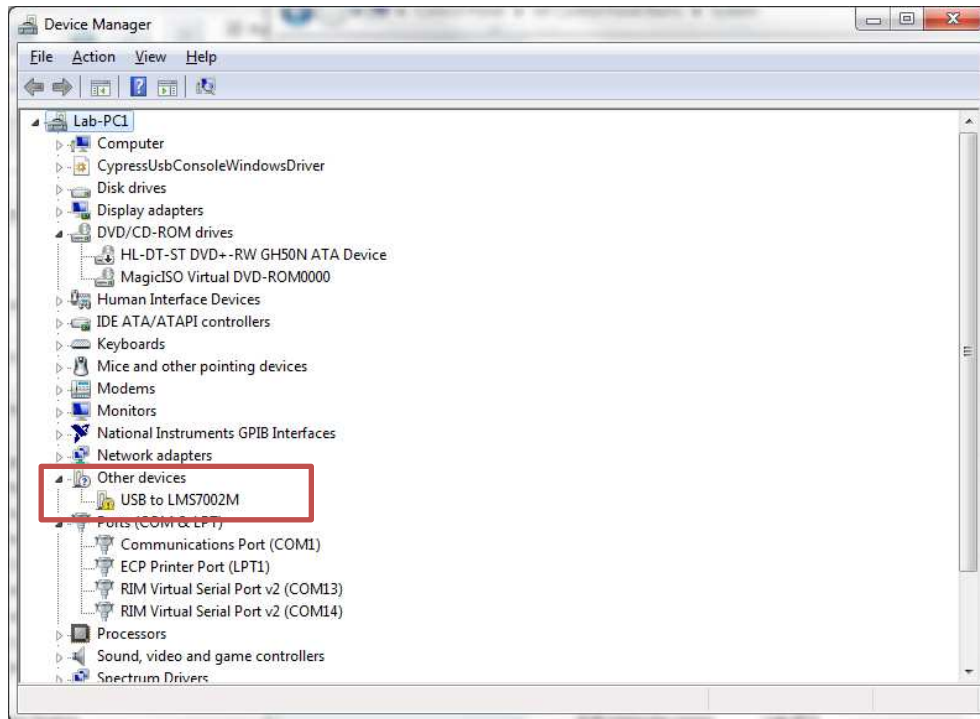 Device Manager
File Action View Help
Lab-PC1
Computer
CypressUsbConsoleWindowsDriver
Disk drives
Display adapters
DVD/CD-ROM drives
HL-DT-ST DVD+-RW GH50N ATA Device
MagicISO Virtual DVD-ROM0000
Human Interface Devices
IDE ATA/ATAPI controllers
Keyboards
Mice and other pointing devices
Modems
Monitors
National Instruments GPIB Interfaces
Network adapters
Other devices
USB to LMS7002M
Ports (COM & LPT)
Communications Port (COM1)
ECP Printer Port (LPT1)
RIM Virtual Serial Port v2 (COM13)
RIM Virtual Serial Port v2 (COM14)
Processors
Sound, video and game controllers
Spectrum Drivers